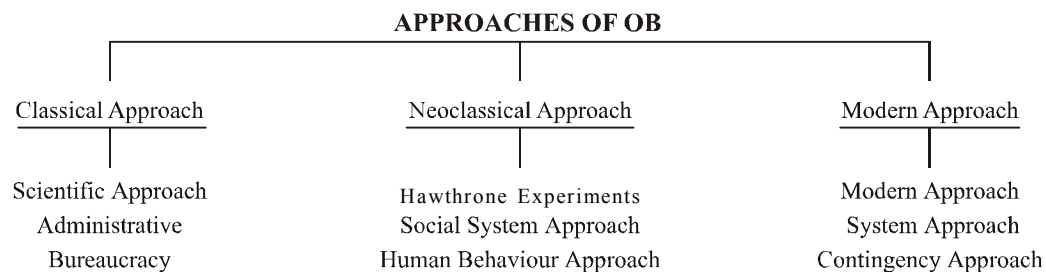 APPROACHES OF OB
Classical Approach
Neoclassical Approach
Modern Approach
Scientific Approach
Administrative
Bureaucracy
Hawthrone Experiments
Social System Approach
Human Behaviour Approach
Modern Approach
System Approach
Contingency Approach